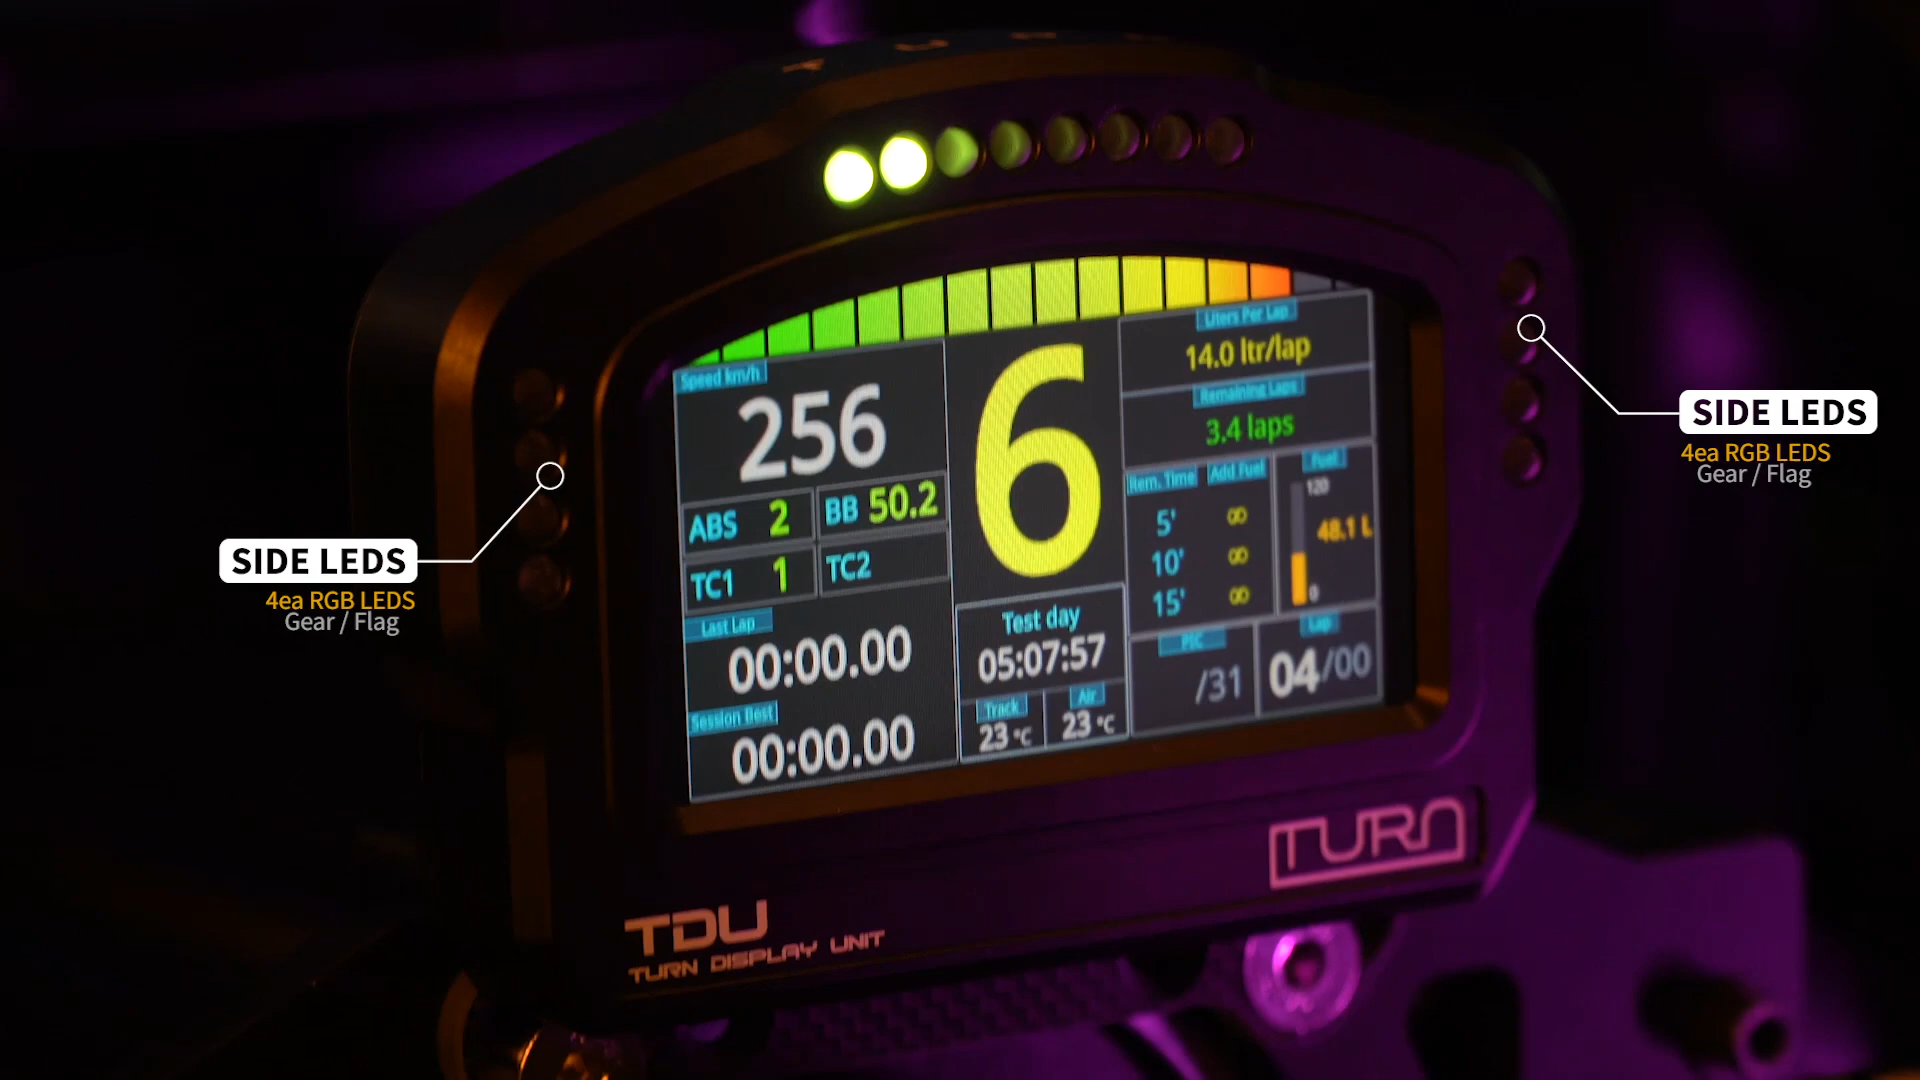 Speed km/h
256
ABS 2
BB 50.2
TC1 1
TC2
Last Lap
00:00.00
Session Best
00:00.00
6
Test day
05:07:57
Track
23 °C
Air
23 °C
Liters Per Lap
14.0 ltr/lap
Remaining Laps
3.4 laps
Rem. Time Add Fuel
5' ∞
10' ∞
15' ∞
Fuel
120
48.1 L
0
PIC
/31
Lap
04/00
SIDE LEDS
4ea RGB LEDS
Gear / Flag
SIDE LEDS
4ea RGB LEDS
Gear / Flag
TURN
TDU
TURN DISPLAY UNIT